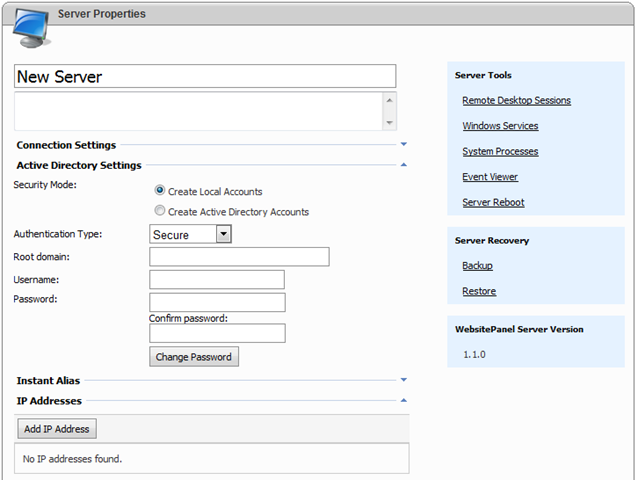 Server Properties
New Server
Connection Settings
Active Directory Settings
Security Mode:
Create Local Accounts
Create Active Directory Accounts
Authentication Type:
Secure
Root domain:
Username:
Password:
Confirm password:
Change Password
Instant Alias
IP Addresses
Add IP Address
No IP addresses found.
Server Tools
Remote Desktop Sessions
Windows Services
System Processes
Event Viewer
Server Reboot
Server Recovery
Backup
Restore
WebsitePanel Server Version
1.1.0